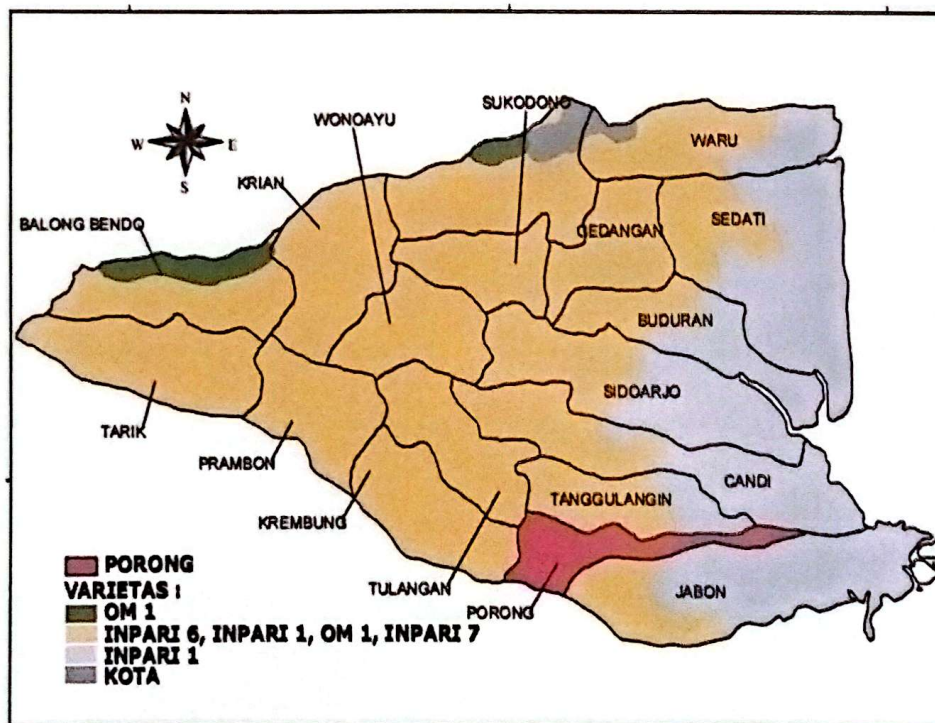 N
W E
S
SUKODONO
WONOAYU
WARU
KRIAN
BALONG BENDO
GEDANGAN
SEDATI
BUDURAN
SIDOARJO
TARIK
PRAMBON
CANDI
TANGGULANGIN
KREMBUNG
TULANGAN
JABON
PORONG
PORONG
VARIETAS :
OM 1
INPARI 6, INPARI 1, OM 1, INPARI 7
INPARI 1
KOTA